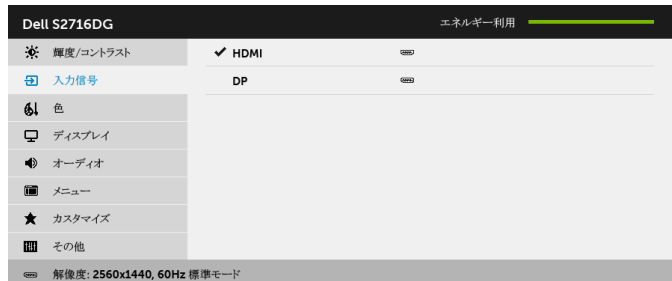 Dell S2716DG エネルギー利用
輝度/コントラスト
入力信号
色
ディスプレイ
オーディオ
メニュー
カスタマイズ
その他
HDMI
DP
解像度: 2560x1440, 60Hz 標準モード